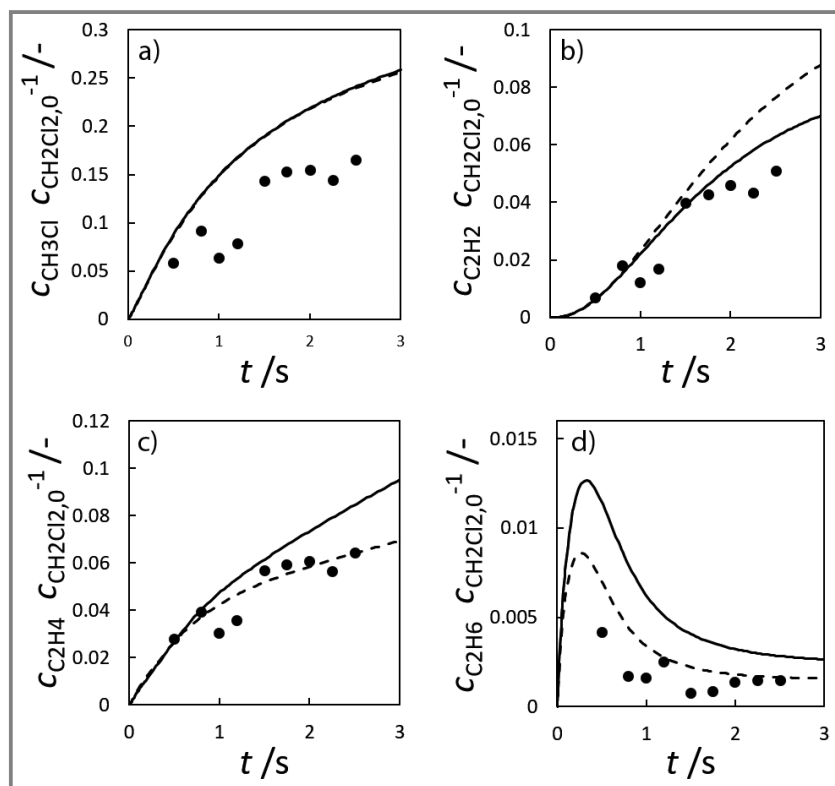 a)
c_CH3Cl c_CH2Cl2,0^-1 /-
0.3
0.25
0.2
0.15
0.1
0.05
0
0 1 2 3
t /s
b)
c_C2H2 c_CH2Cl2,0^-1 /-
0.1
0.08
0.06
0.04
0.02
0
0 1 2 3
t /s
c)
c_C2H4 c_CH2Cl2,0^-1 /-
0.12
0.1
0.08
0.06
0.04
0.02
0
0 1 2 3
t /s
d)
c_C2H6 c_CH2Cl2,0^-1 /-
0.015
0.01
0.005
0
0 1 2 3
t /s